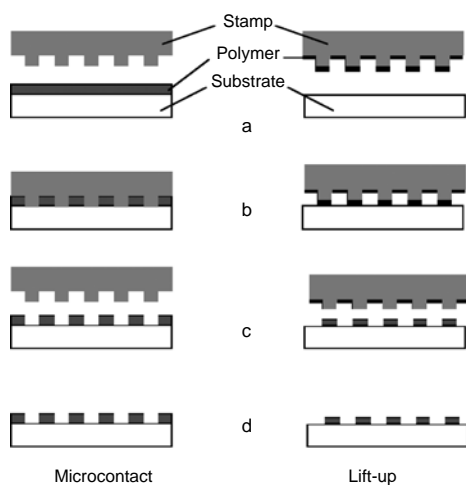 Stamp
Polymer
Substrate
a
b
c
d
Microcontact
Lift-up